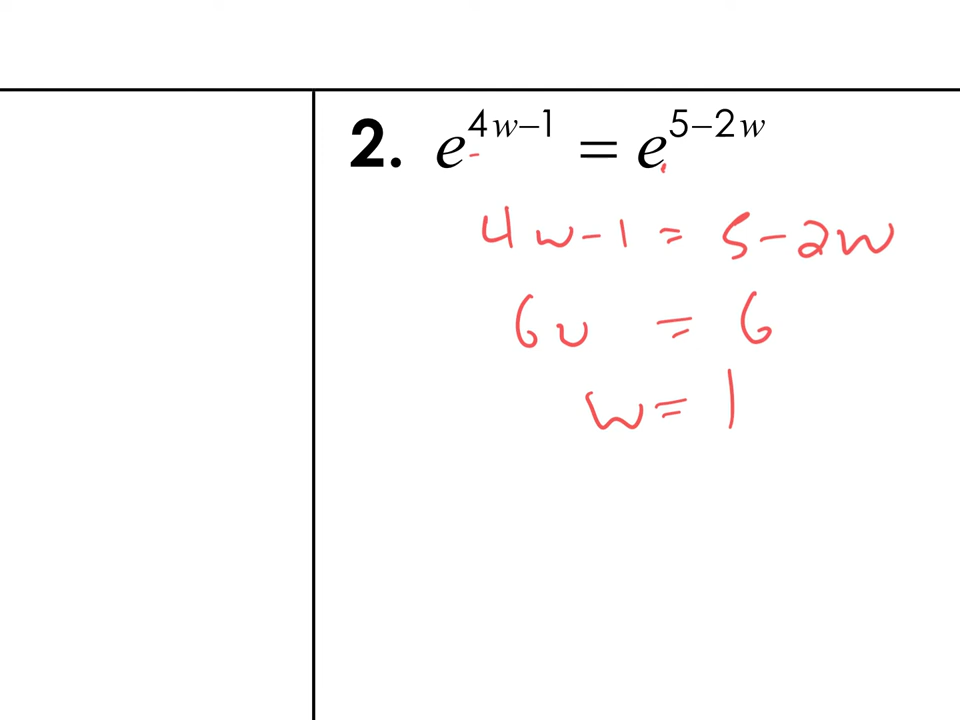 2. e^{4w-1} = e^{5-2w}
4w-1 = 5-2w
6w = 6
w = 1